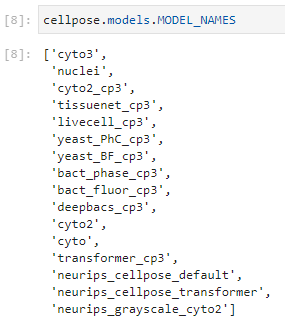 [8]: cellpose.models.MODEL_NAMES
[8]: ['cyto3',
'nuclei',
'cyto2_cp3',
'tissuenet_cp3',
'livecell_cp3',
'yeast_PhC_cp3',
'yeast_BF_cp3',
'bact_phase_cp3',
'bact_fluor_cp3',
'deepbacs_cp3',
'cyto2',
'cyto',
'transformer_cp3',
'neurips_cellpose_default',
'neurips_cellpose_transformer',
'neurips_grayscale_cyto2']